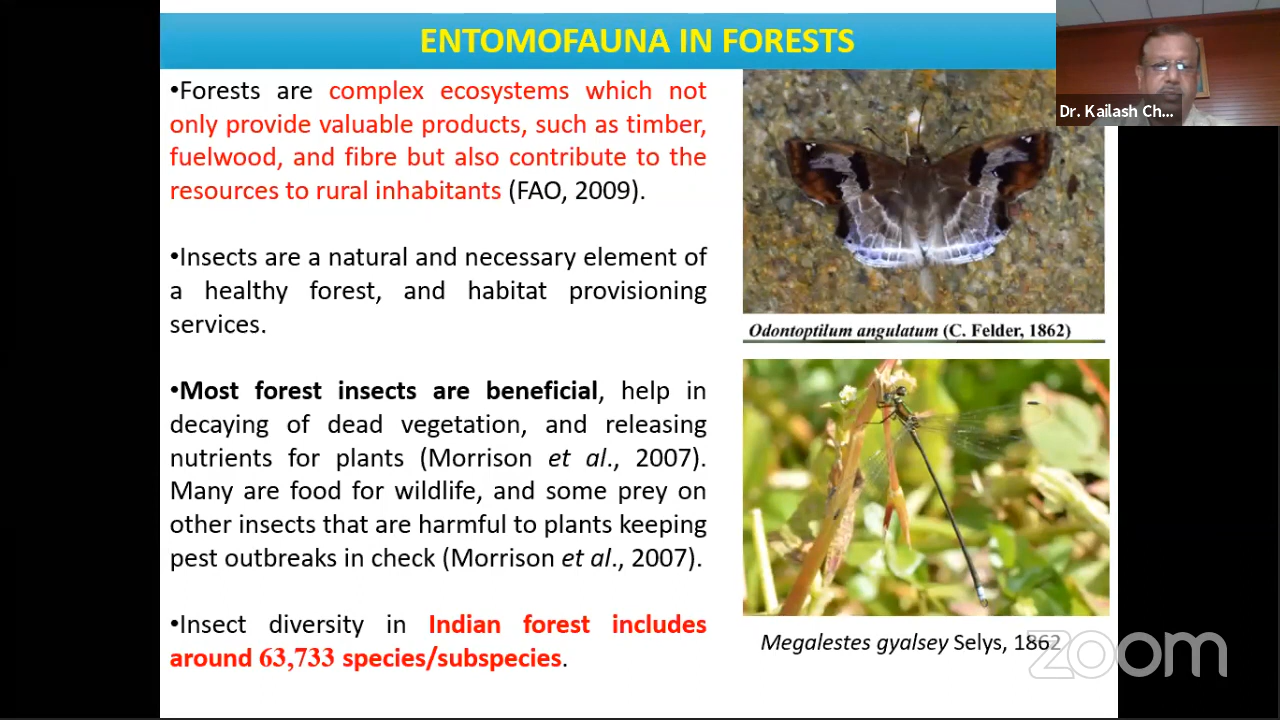 ENTOMOFAUNA IN FORESTS
•Forests are complex ecosystems which not
only provide valuable products, such as timber,
fuelwood, and fibre but also contribute to the
resources to rural inhabitants (FAO, 2009).
•Insects are a natural and necessary element of
a healthy forest, and habitat provisioning
services.
•Most forest insects are beneficial, help in
decaying of dead vegetation, and releasing
nutrients for plants (Morrison et al., 2007).
Many are food for wildlife, and some prey on
other insects that are harmful to plants keeping
pest outbreaks in check (Morrison et al., 2007).
•Insect diversity in Indian forest includes
around 63,733 species/subspecies.
Dr. Kailash Ch...
Odontoptilum angulatum (C. Felder, 1862)
Megalestes gyalsey Selys, 1862
zoom